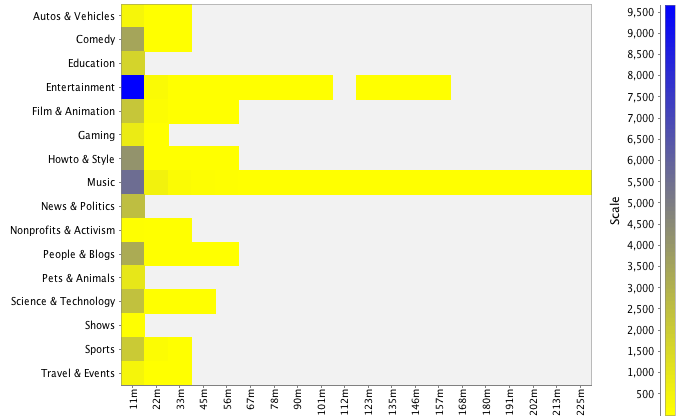 Autos & Vehicles
Comedy
Education
Entertainment
Film & Animation
Gaming
Howto & Style
Music
News & Politics
Nonprofits & Activism
People & Blogs
Pets & Animals
Science & Technology
Shows
Sports
Travel & Events
11m 22m 33m 45m 56m 67m 78m 90m 101m 112m 123m 135m 146m 157m 168m 180m 191m 202m 213m 225m
Scale
9,500
9,000
8,500
8,000
7,500
7,000
6,500
6,000
5,500
5,000
4,500
4,000
3,500
3,000
2,500
2,000
1,500
1,000
500